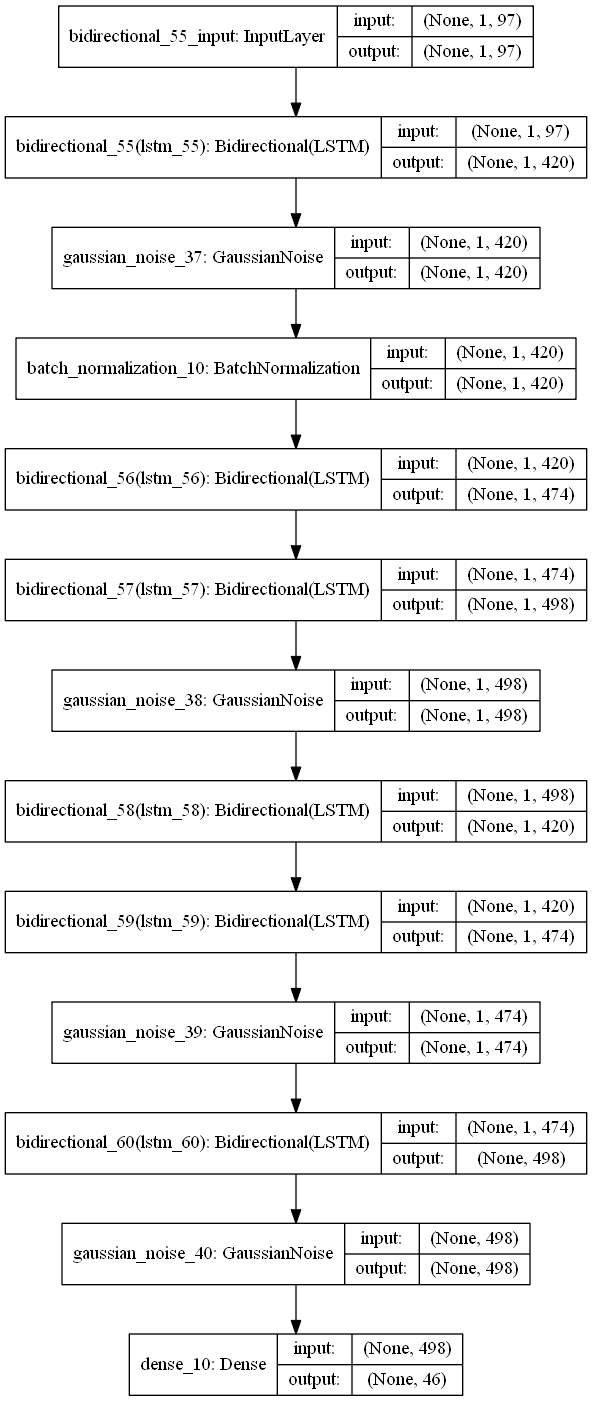 bidirectional_55_input: InputLayer input: (None, 1, 97)
output: (None, 1, 97)
bidirectional_55(lstm_55): Bidirectional(LSTM) input: (None, 1, 97)
output: (None, 1, 420)
gaussian_noise_37: GaussianNoise input: (None, 1, 420)
output: (None, 1, 420)
batch_normalization_10: BatchNormalization input: (None, 1, 420)
output: (None, 1, 420)
bidirectional_56(lstm_56): Bidirectional(LSTM) input: (None, 1, 420)
output: (None, 1, 474)
bidirectional_57(lstm_57): Bidirectional(LSTM) input: (None, 1, 474)
output: (None, 1, 498)
gaussian_noise_38: GaussianNoise input: (None, 1, 498)
output: (None, 1, 498)
bidirectional_58(lstm_58): Bidirectional(LSTM) input: (None, 1, 498)
output: (None, 1, 420)
bidirectional_59(lstm_59): Bidirectional(LSTM) input: (None, 1, 420)
output: (None, 1, 474)
gaussian_noise_39: GaussianNoise input: (None, 1, 474)
output: (None, 1, 474)
bidirectional_60(lstm_60): Bidirectional(LSTM) input: (None, 1, 474)
output: (None, 498)
gaussian_noise_40: GaussianNoise input: (None, 498)
output: (None, 498)
dense_10: Dense input: (None, 498)
output: (None, 46)